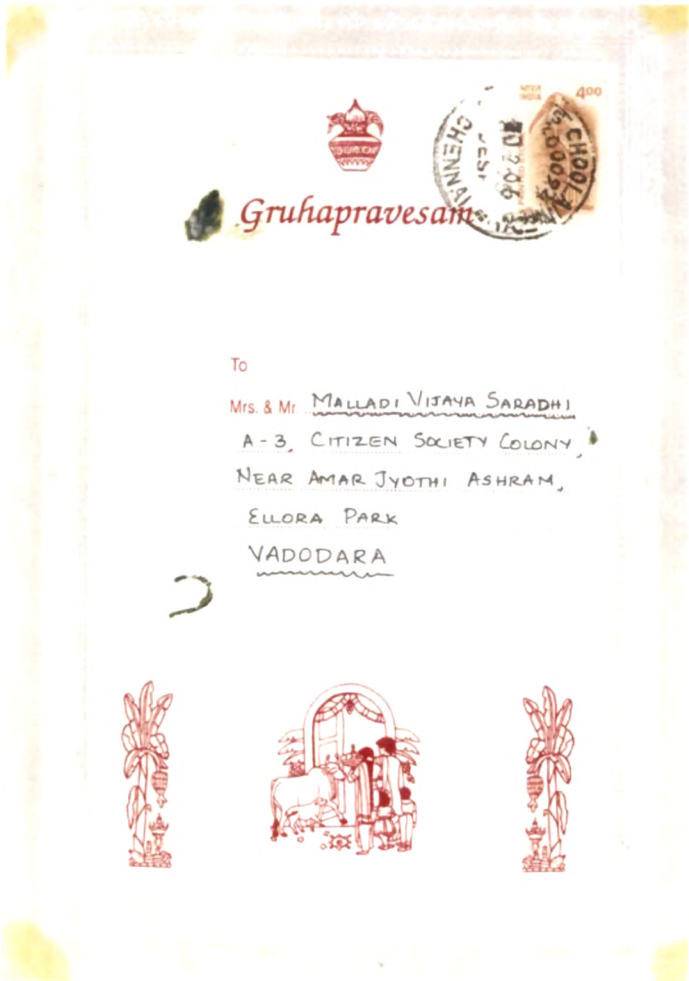 4.00
INDIA
CHOOLAI
CHENNAI
Gruhapravesam
To
Mrs. & Mr. MALLADI VIJAYA SARADHI
A-3, CITIZEN SOCIETY COLONY,
NEAR AMAR JYOTHI ASHRAM,
ELLORA PARK
VADODARA